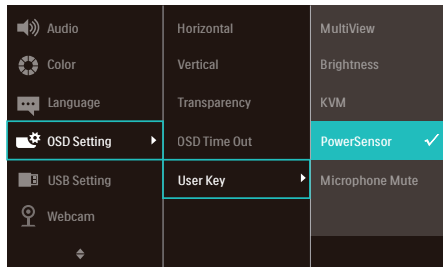 Audio
Color
Language
OSD Setting
USB Setting
Webcam
Horizontal
Vertical
Transparency
OSD Time Out
User Key
MultiView
Brightness
KVM
PowerSensor
Microphone Mute